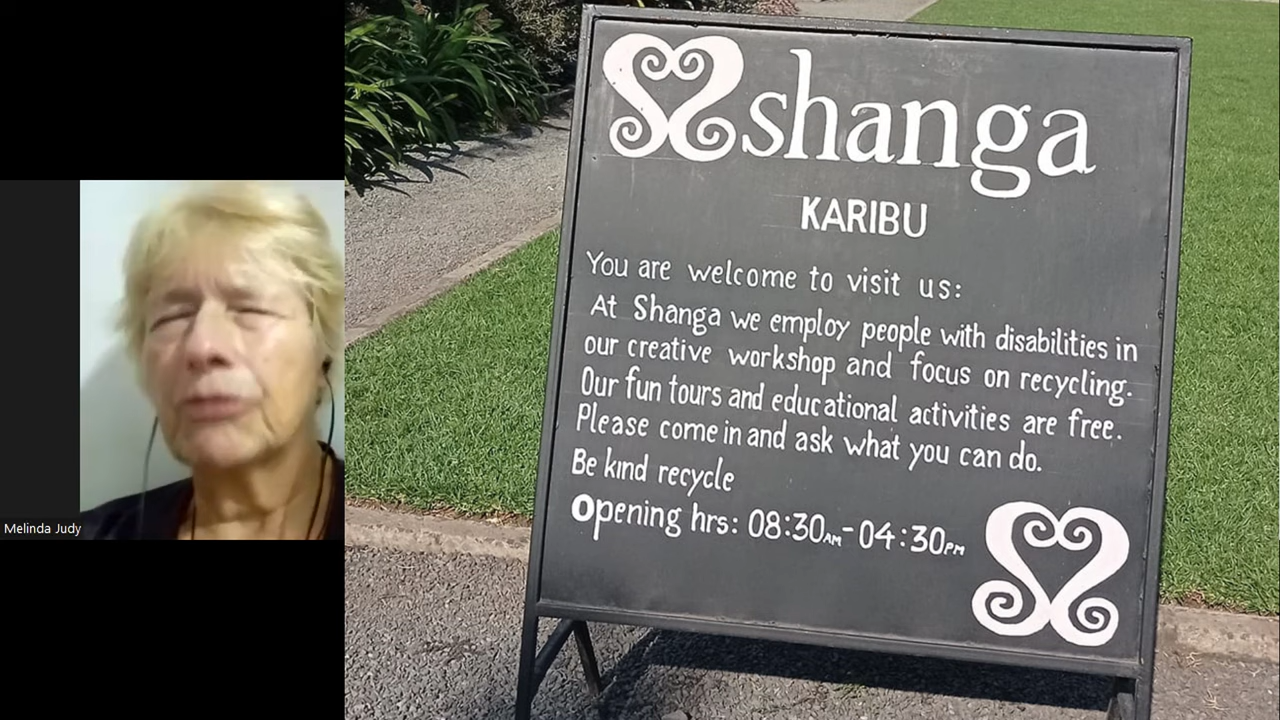 shanga
KARIBU
You are welcome to visit us:
At Shanga we employ people with disabilities in
our creative workshop and focus on recycling.
Our fun tours and educational activities are free.
Please come in and ask what you can do.
Be kind recycle
Opening hrs: 08:30AM-04:30PM
Melinda Judy